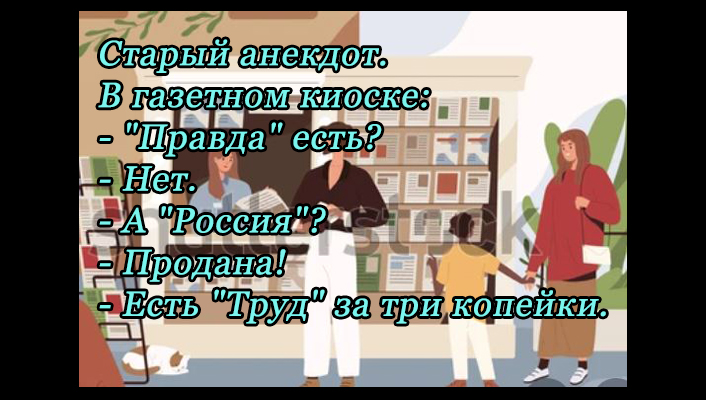 Старый анекдот.
В газетном киоске:
- "Правда" есть?
- Нет.
- А "Россия"?
- Продана!
- Есть "Труд" за три копейки.